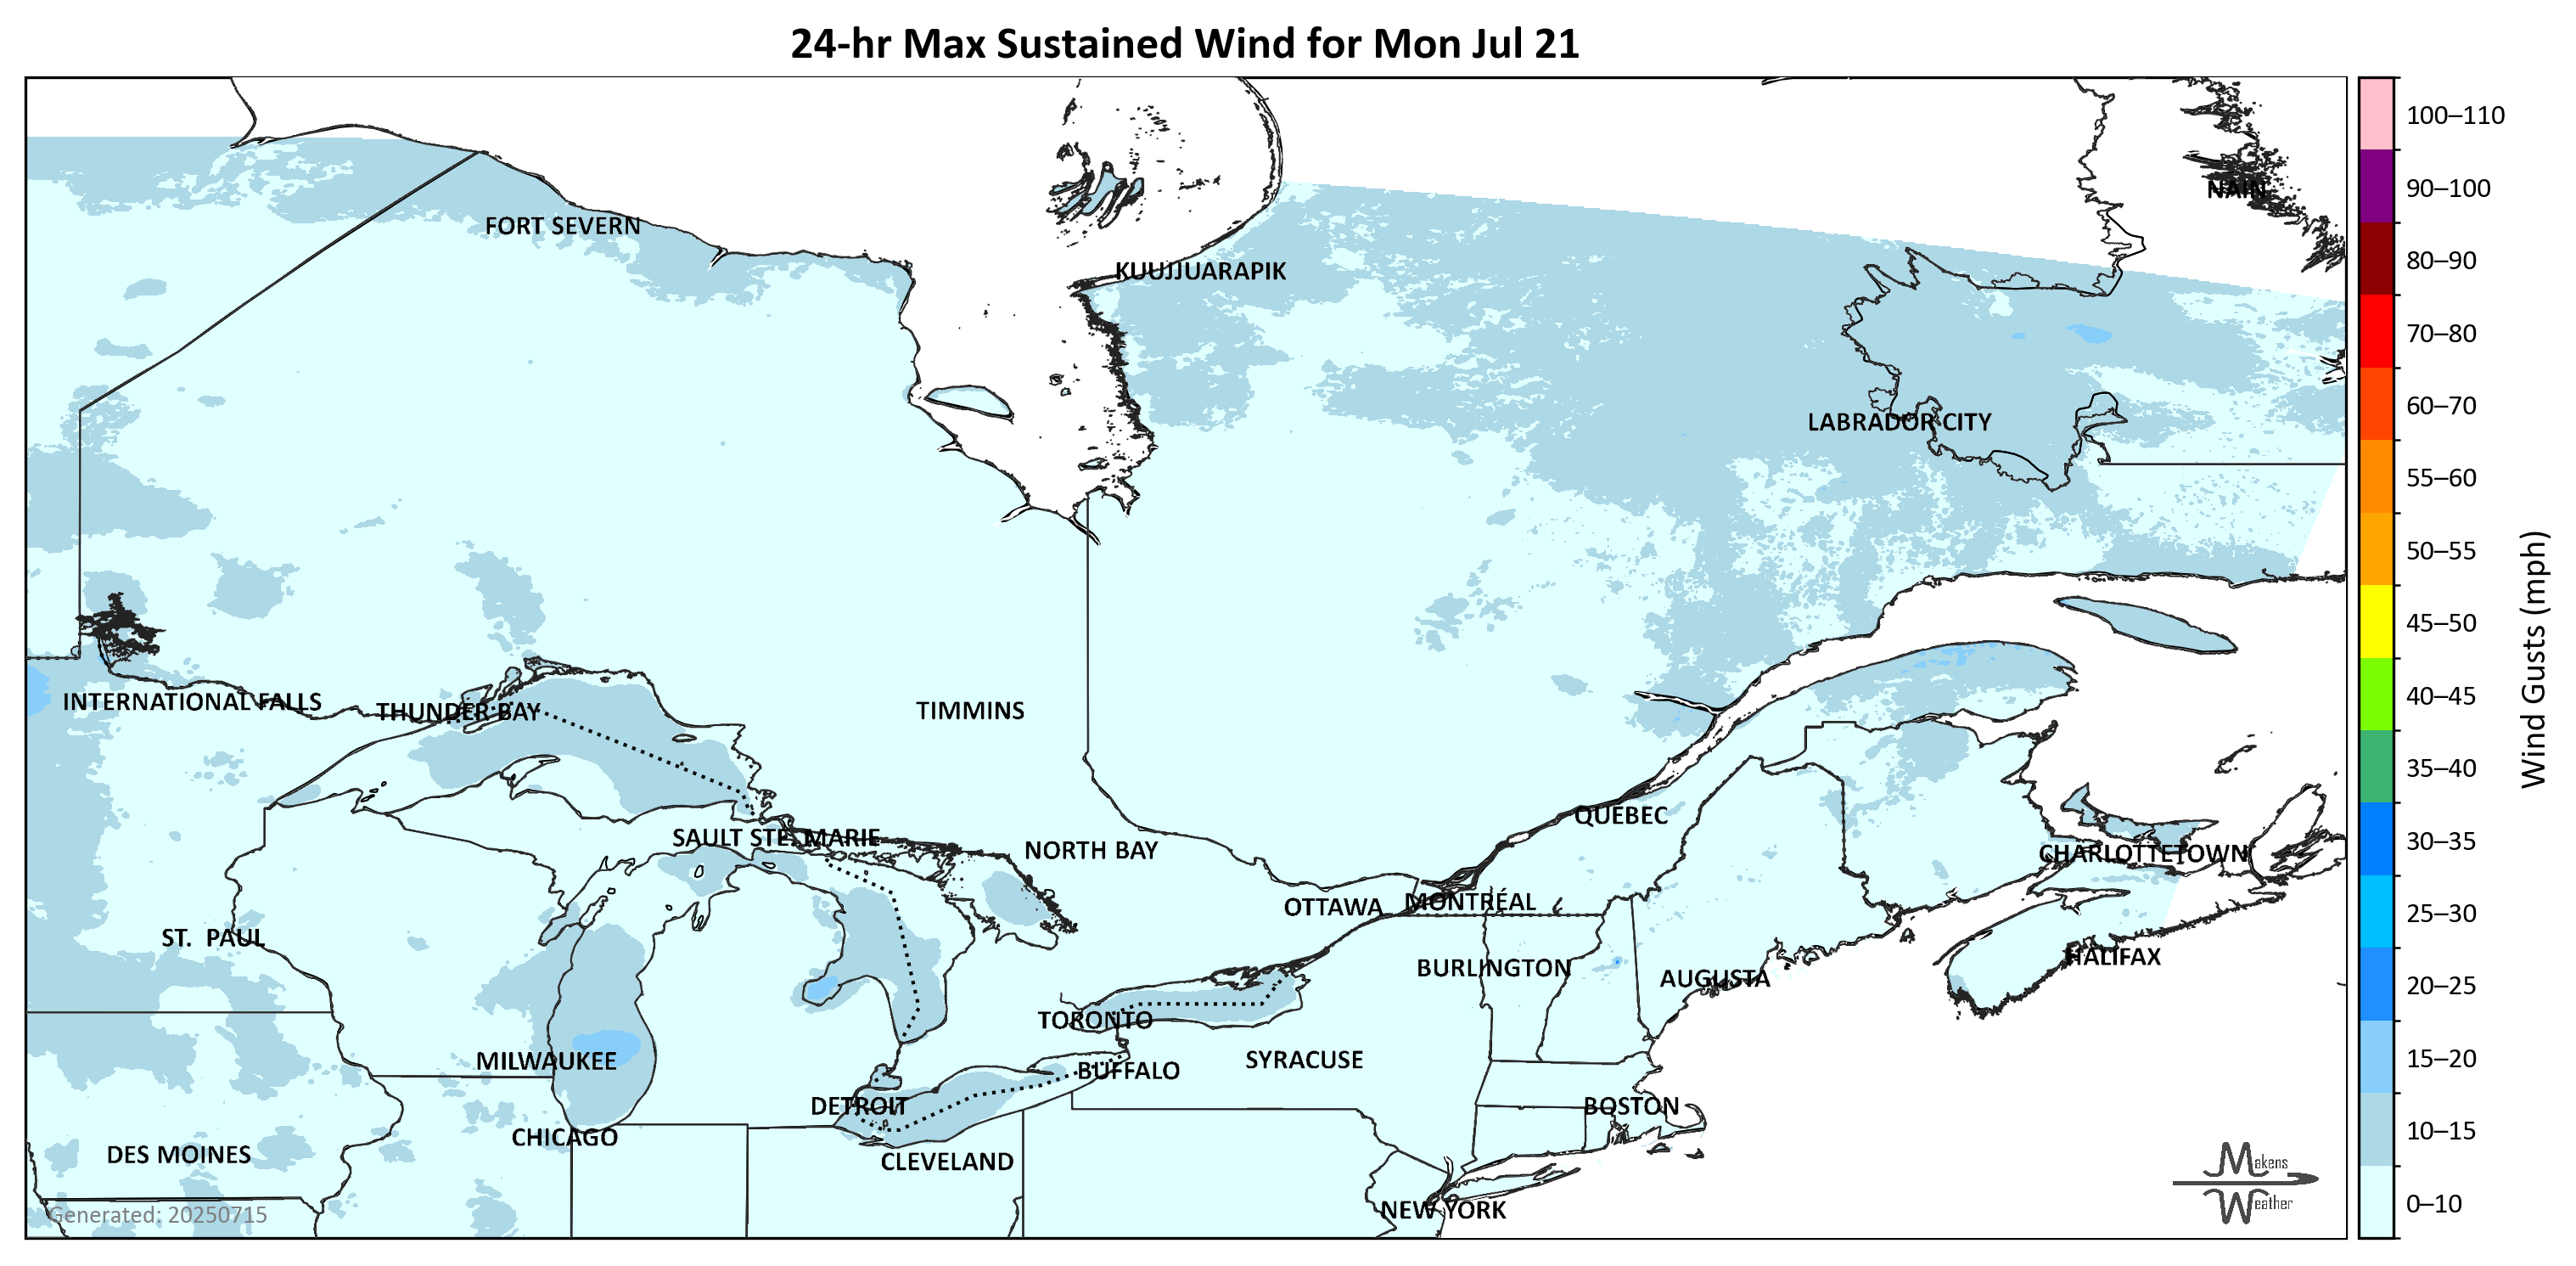 24-hr Max Sustained Wind for Mon Jul 21
100–110
90–100
NAIN
FORT SEVERN
80–90
KUUJJUARAPIK
70–80
60–70
LABRADOR CITY
55–60
50–55
45–50
Wind Gusts (mph)
40–45
INTERNATIONAL FALLS
THUNDER BAY
TIMMINS
35–40
QUEBEC
30–35
SAULT STE. MARIE
NORTH BAY
CHARLOTTETOWN
25–30
OTTAWA
MONTRÉAL
ST. PAUL
HALIFAX
BURLINGTON
AUGUSTA
20–25
TORONTO
MILWAUKEE
SYRACUSE
15–20
BUFFALO
DETROIT
BOSTON
10–15
CHICAGO
DES MOINES
CLEVELAND
Makens
Weather
0–10
NEW YORK
Generated: 20250715